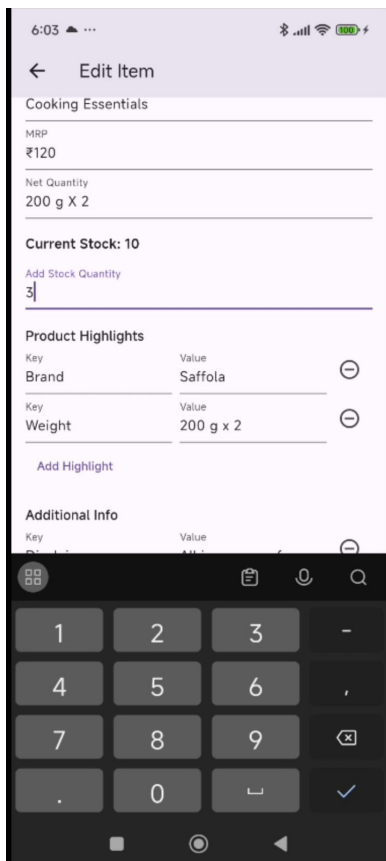 6:03
100
Edit Item
Cooking Essentials
MRP
₹120
Net Quantity
200 g X 2
Current Stock: 10
Add Stock Quantity
3
Product Highlights
Key Value
Brand Saffola
Key Value
Weight 200 g x 2
Add Highlight
Additional Info
Key Value
1 2 3 -
4 5 6 ,
7 8 9
. 0